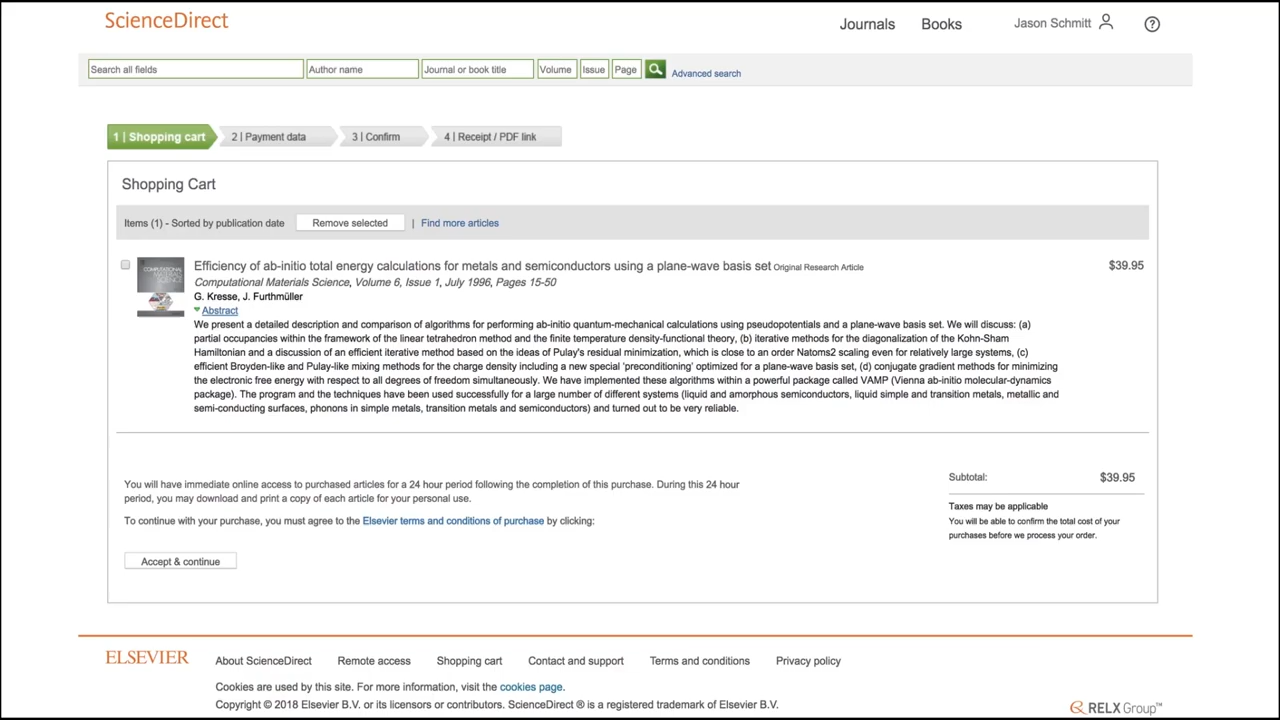 ScienceDirect
Journals
Books
Jason Schmitt
?
Search all fields
Author name
Journal or book title
Volume
Issue
Page
Advanced search
1 | Shopping cart
2 | Payment data
3 | Confirm
4 | Receipt / PDF link
Shopping Cart
Items (1) - Sorted by publication date
Remove selected
|
Find more articles
Efficiency of ab-initio total energy calculations for metals and semiconductors using a plane-wave basis set Original Research Article
$39.95
Computational Materials Science, Volume 6, Issue 1, July 1996, Pages 15-50
G. Kresse, J. Furthmüller
Abstract
We present a detailed description and comparison of algorithms for performing ab-initio quantum-mechanical calculations using pseudopotentials and a plane-wave basis set. We will discuss: (a)
partial occupancies within the framework of the linear tetrahedron method and the finite temperature density-functional theory, (b) iterative methods for the diagonalization of the Kohn-Sham
Hamiltonian and a discussion of an efficient iterative method based on the ideas of Pulay's residual minimization, which is close to an order Natoms2 scaling even for relatively large systems, (c)
efficient Broyden-like and Pulay-like mixing methods for the charge density including a new special 'preconditioning' optimized for a plane-wave basis set, (d) conjugate gradient methods for minimizing
the electronic free energy with respect to all degrees of freedom simultaneously. We have implemented these algorithms within a powerful package called VAMP (Vienna ab-initio molecular-dynamics
package). The program and the techniques have been used successfully for a large number of different systems (liquid and amorphous semiconductors, liquid simple and transition metals, metallic and
semi-conducting surfaces, phonons in simple metals, transition metals and semiconductors) and turned out to be very reliable.
You will have immediate online access to purchased articles for a 24 hour period following the completion of this purchase. During this 24 hour
period, you may download and print a copy of each article for your personal use.
To continue with your purchase, you must agree to the Elsevier terms and conditions of purchase by clicking:
Accept & continue
Subtotal:
$39.95
Taxes may be applicable
You will be able to confirm the total cost of your
purchases before we process your order.
ELSEVIER
About ScienceDirect
Remote access
Shopping cart
Contact and support
Terms and conditions
Privacy policy
Cookies are used by this site. For more information, visit the cookies page.
Copyright © 2018 Elsevier B.V. or its licensors or contributors. ScienceDirect ® is a registered trademark of Elsevier B.V.
RELX Group™